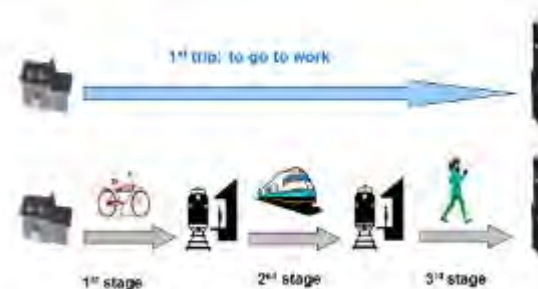 1st trip: to go to work
1st stage
2nd stage
3rd stage